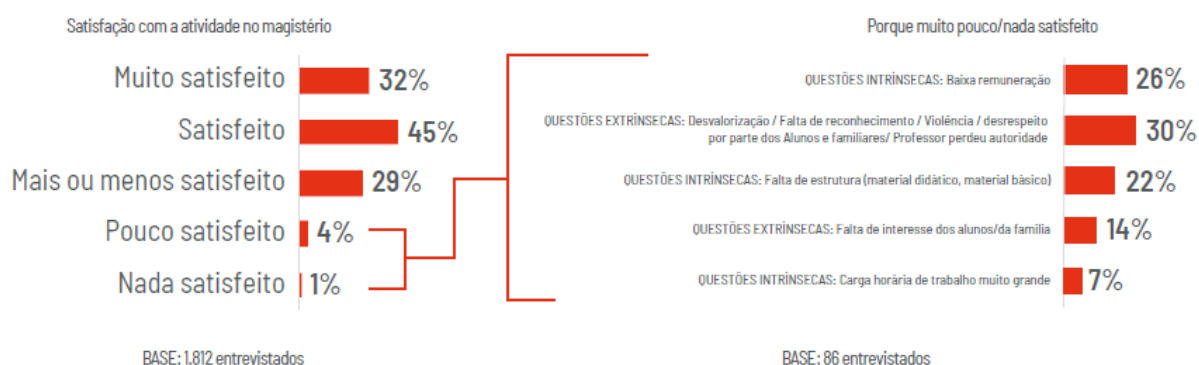 Satisfação com a atividade no magistério
Muito satisfeito 32%
Satisfeito 45%
Mais ou menos satisfeito 29%
Pouco satisfeito 4%
Nada satisfeito 1%
BASE: 1.812 entrevistados
Porque muito pouco/nada satisfeito
QUESTÕES INTRÍNSECAS: Baixa remuneração 26%
QUESTÕES EXTRÍNSECAS: Desvalorização / Falta de reconhecimento / Violência / desrespeito
por parte dos Alunos e familiares/ Professor perdeu autoridade 30%
QUESTÕES INTRÍNSECAS: Falta de estrutura (material didático, material básico) 22%
QUESTÕES EXTRÍNSECAS: Falta de interesse dos alunos/da família 14%
QUESTÕES INTRÍNSECAS: Carga horária de trabalho muito grande 7%
BASE: 86 entrevistados